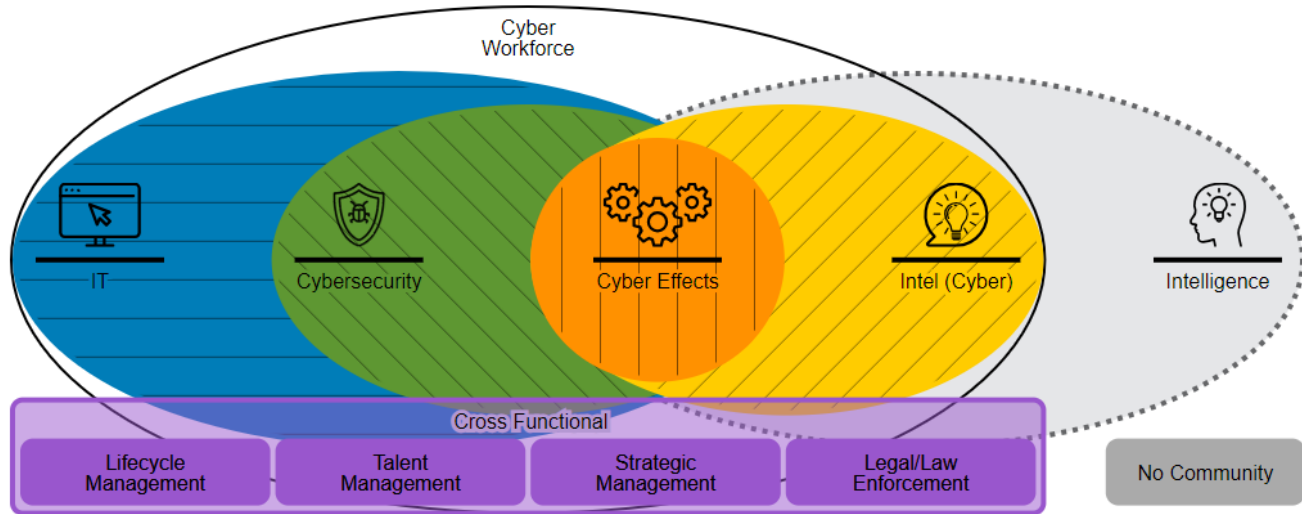 Cyber
Workforce
IT
Cybersecurity
Cyber Effects
Intel (Cyber)
Intelligence
Cross Functional
Lifecycle
Management
Talent
Management
Strategic
Management
Legal/Law
Enforcement
No Community